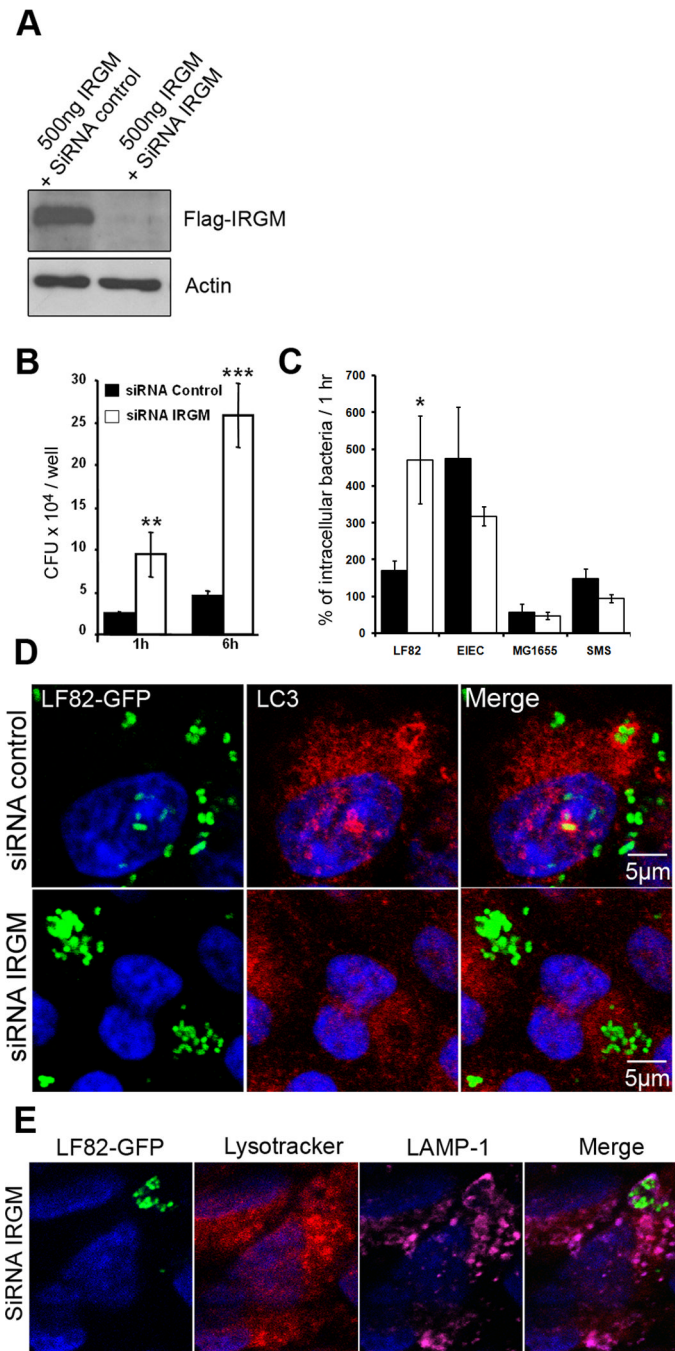 A
500ng IRGM
+ SiRNA control
500ng IRGM
+ SiRNA IRGM
Flag-IRGM
Actin
B
CFU x 10⁴ / well
30
25
20
15
10
5
0
siRNA Control
siRNA IRGM
**
***
1h
6h
C
% of intracellular bacteria / 1 hr
700
600
500
400
300
200
100
0
*
LF82
EIEC
MG1655
SMS
D
LF82-GFP
LC3
Merge
siRNA control
5µm
siRNA IRGM
5µm
E
LF82-GFP
Lysotracker
LAMP-1
Merge
SiRNA IRGM